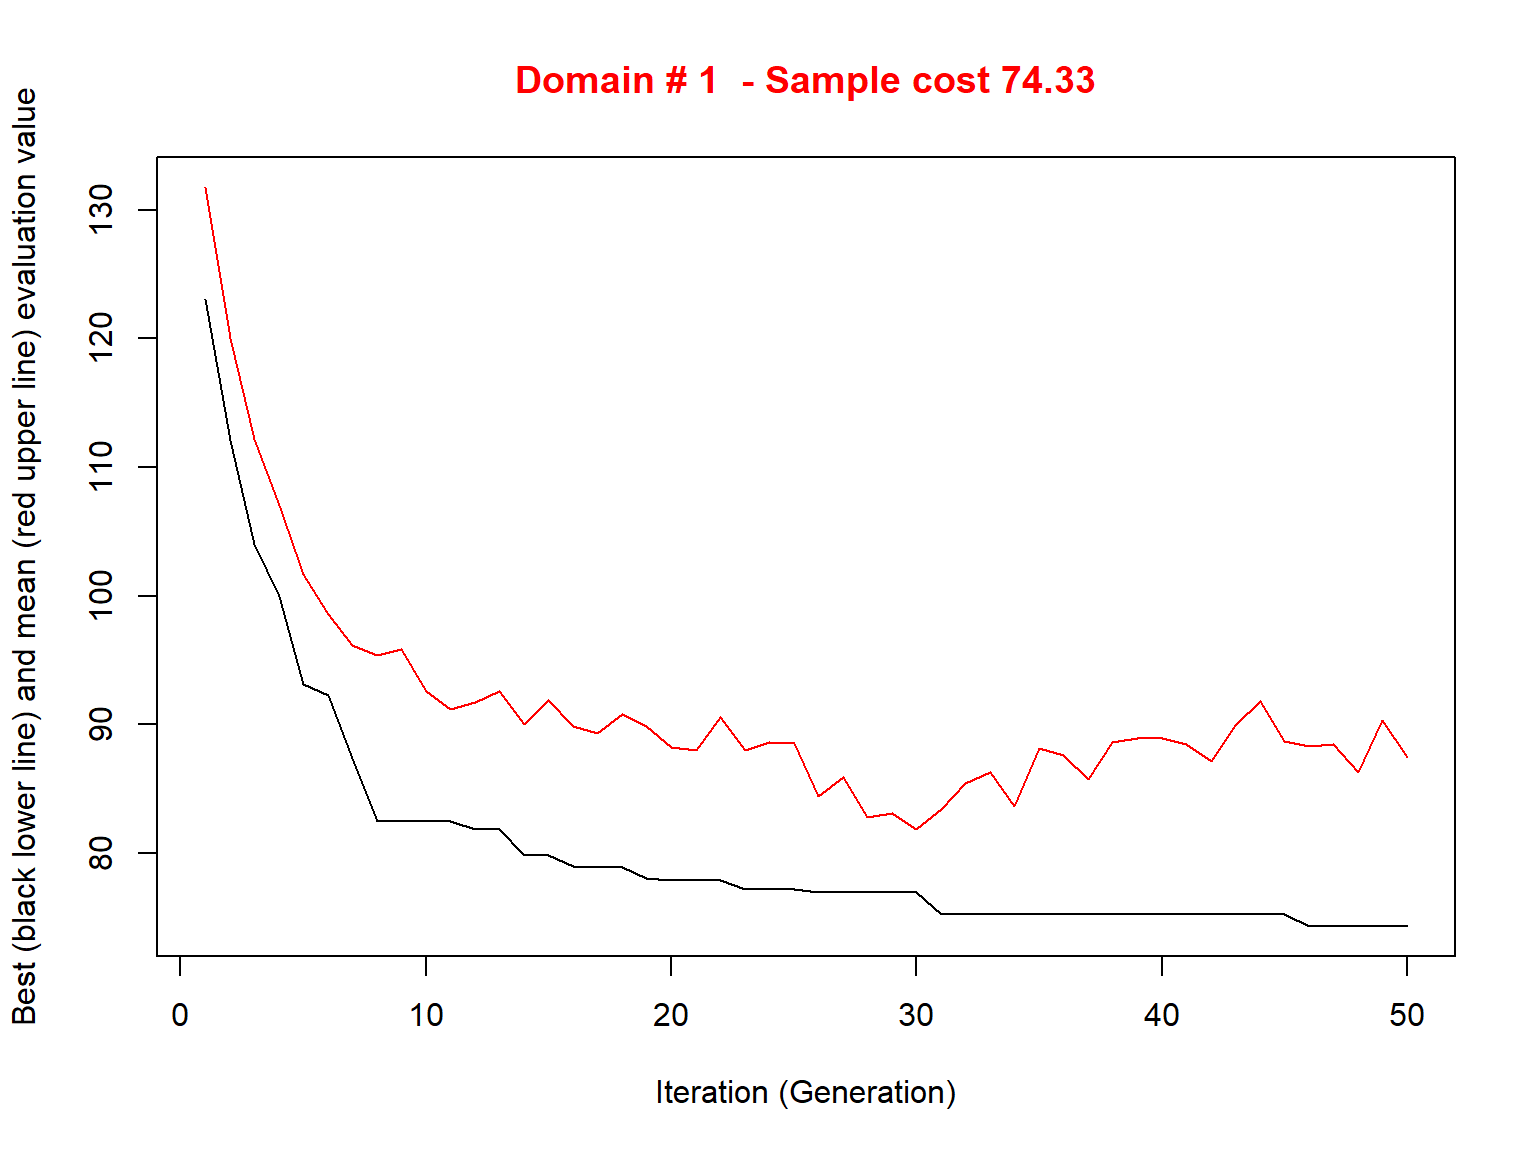 Domain # 1  - Sample cost 74.33
Best (black lower line) and mean (red upper line) evaluation value
130
120
110
100
90
80
0 10 20 30 40 50
Iteration (Generation)